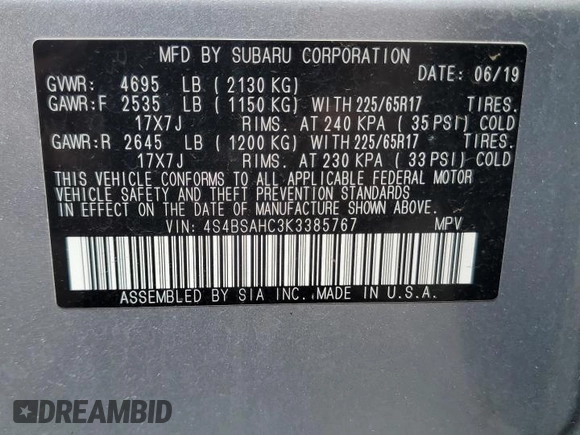 MFD BY SUBARU CORPORATION
GVWR: 4695 LB ( 2130 KG) DATE: 06/19
GAWR:F 2535 LB ( 1150 KG) WITH 225/65R17 TIRES.
17X7J RIMS. AT 240 KPA ( 35 PSI) COLD
GAWR:R 2645 LB ( 1200 KG) WITH 225/65R17 TIRES.
17X7J RIMS. AT 230 KPA ( 33 PSI) COLD
THIS VEHICLE CONFORMS TO ALL APPLICABLE FEDERAL MOTOR
VEHICLE SAFETY AND THEFT PREVENTION STANDARDS
IN EFFECT ON THE DATE OF MANUFACTURE SHOWN ABOVE.
VIN: 4S4BSAHC3K3385767 MPV
ASSEMBLED BY SIA INC. MADE IN U.S.A.
DREAMBID